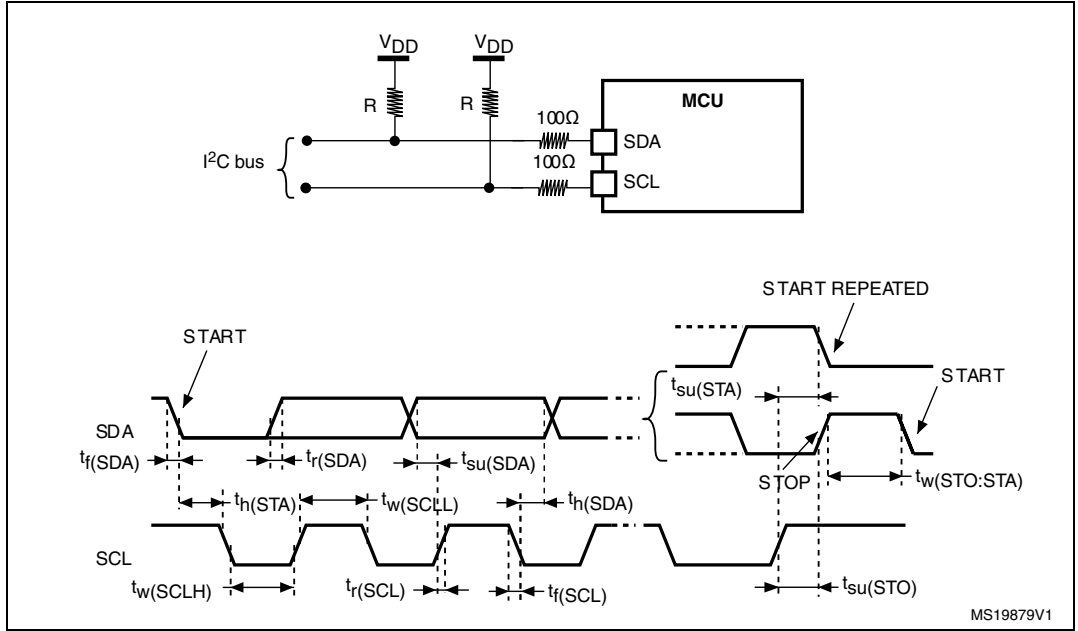 VDD VDD
R R
MCU
100Ω
SDA
100Ω
SCL
I²C bus
START REPEATED
START
START
tsu(STA)
SDA
tf(SDA)
tr(SDA)
tsu(SDA)
STOP
tw(STO:STA)
th(STA)
tw(SCLL)
th(SDA)
SCL
tw(SCLH)
tr(SCL)
tf(SCL)
tsu(STO)
MS19879V1